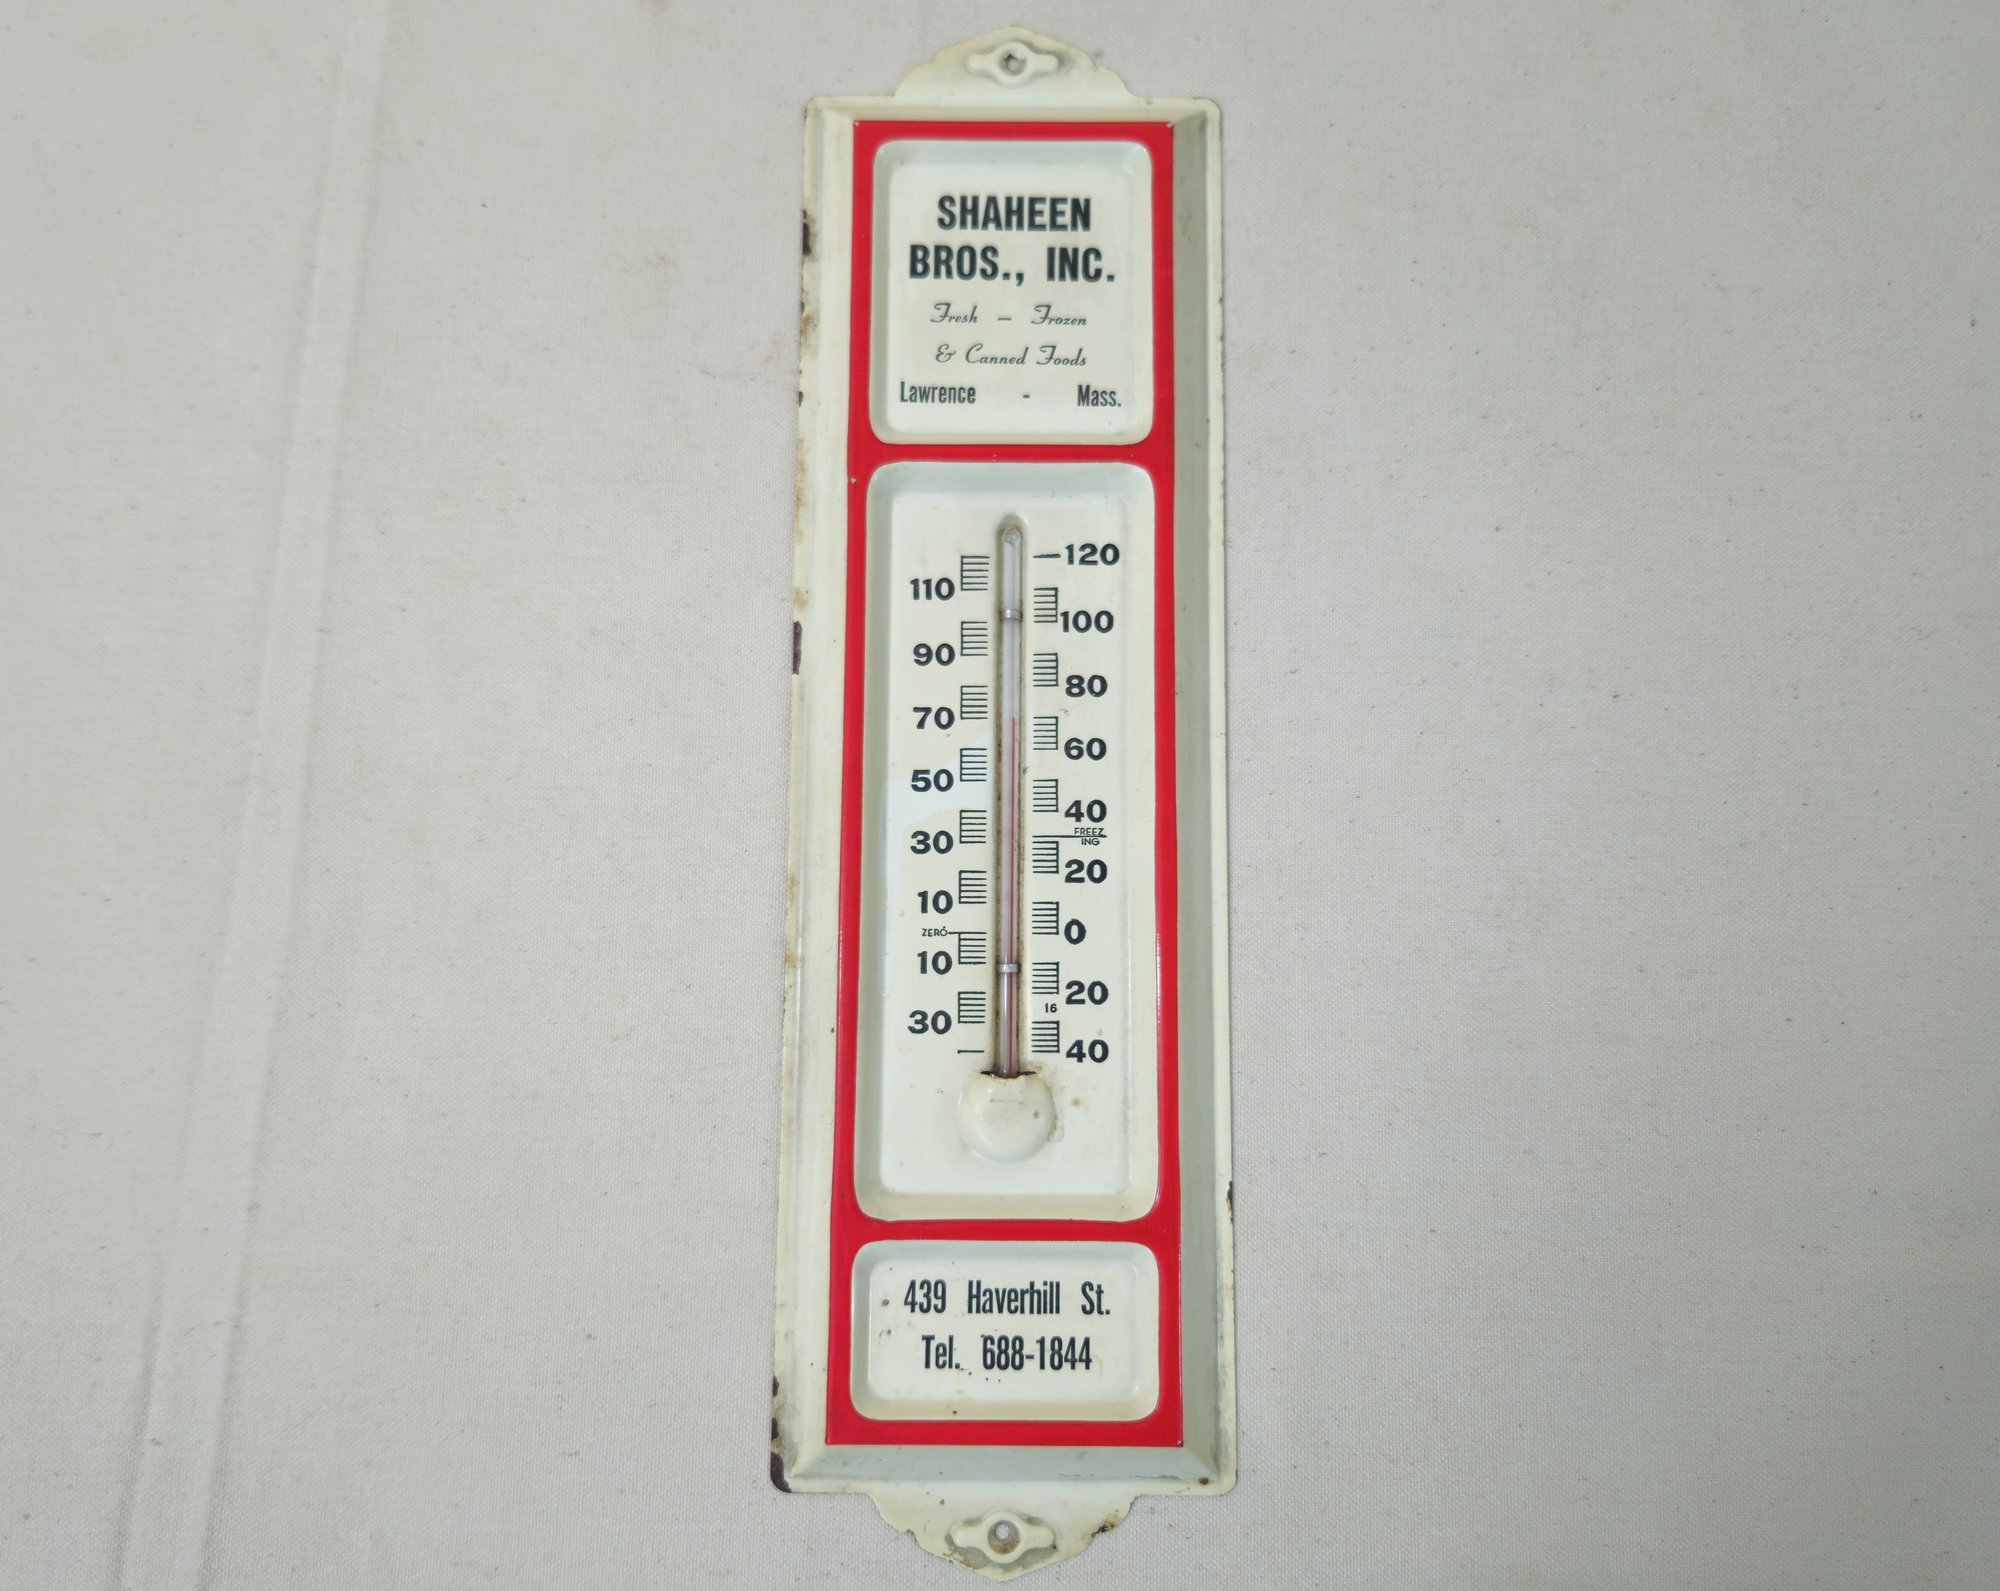 SHAHEEN
BROS., INC.
Fresh – Frozen
& Canned Foods
Lawrence - Mass.
120
110
100
90
80
70
60
50
40
FREEZ
ING
30
20
10
ZERO
0
10
20
16
30
40
439 Haverhill St.
Tel. 688-1844